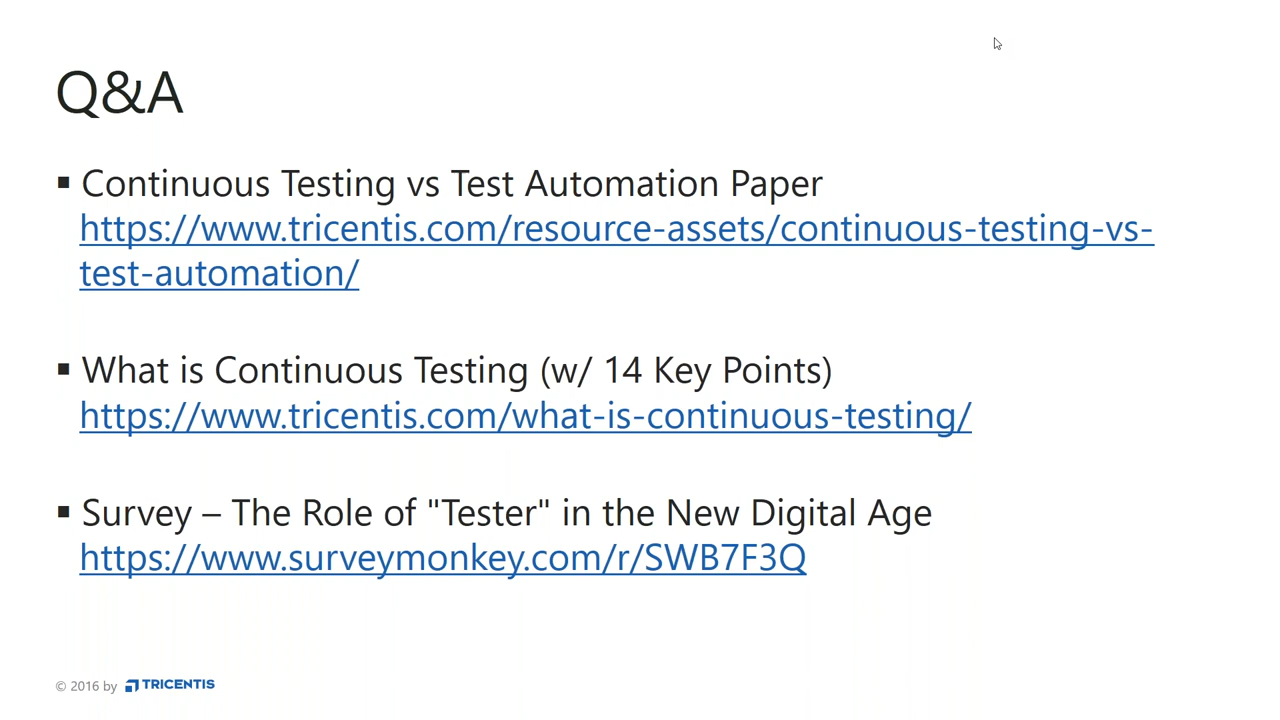 Q&A
▪ Continuous Testing vs Test Automation Paper
https://www.tricentis.com/resource-assets/continuous-testing-vs-
test-automation/
▪ What is Continuous Testing (w/ 14 Key Points)
https://www.tricentis.com/what-is-continuous-testing/
▪ Survey – The Role of "Tester" in the New Digital Age
https://www.surveymonkey.com/r/SWB7F3Q
© 2016 by TRICENTIS